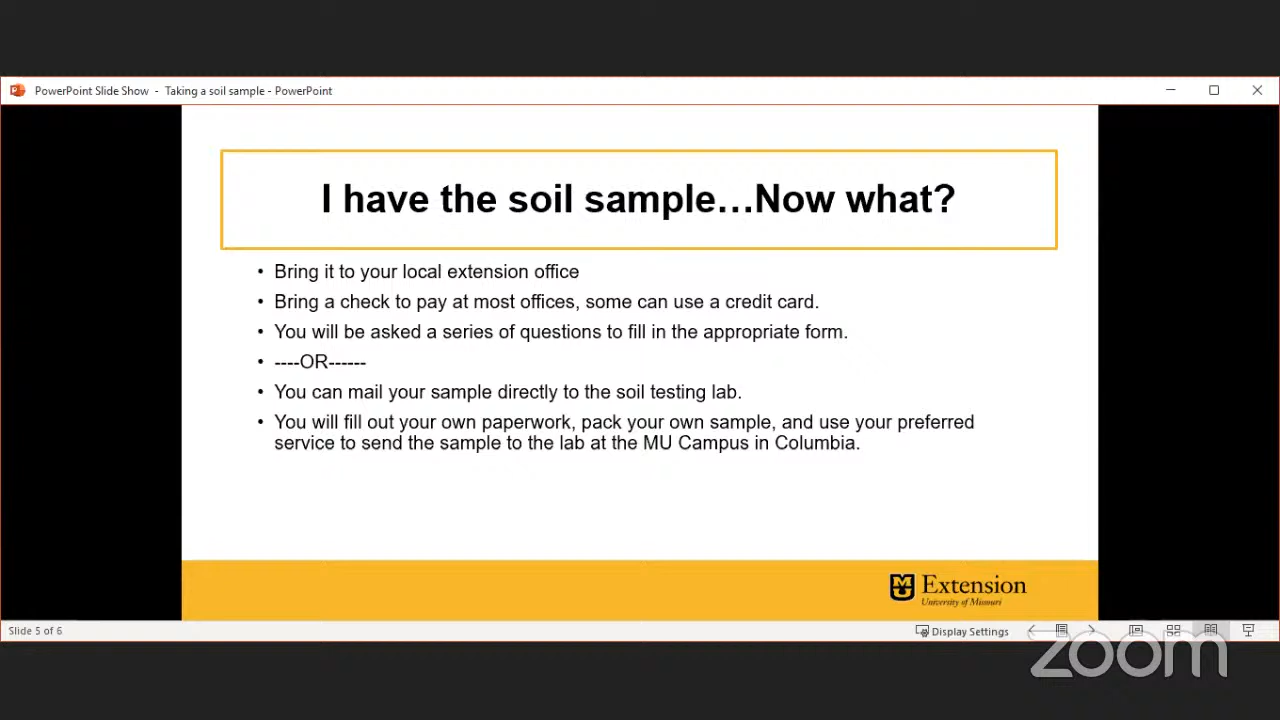 PowerPoint Slide Show - Taking a soil sample - PowerPoint
I have the soil sample…Now what?
• Bring it to your local extension office
• Bring a check to pay at most offices, some can use a credit card.
• You will be asked a series of questions to fill in the appropriate form.
• ----OR------
• You can mail your sample directly to the soil testing lab.
• You will fill out your own paperwork, pack your own sample, and use your preferred
service to send the sample to the lab at the MU Campus in Columbia.
Extension
University of Missouri
Slide 5 of 6
Display Settings
zoom